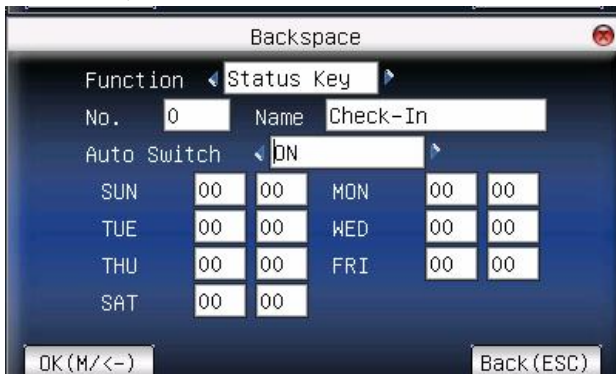 Backspace
Function Status Key
No. 0 Name Check-In
Auto Switch ON
SUN 00 00 MON 00 00
TUE 00 00 WED 00 00
THU 00 00 FRI 00 00
SAT 00 00
OK(M/<-) Back(ESC)